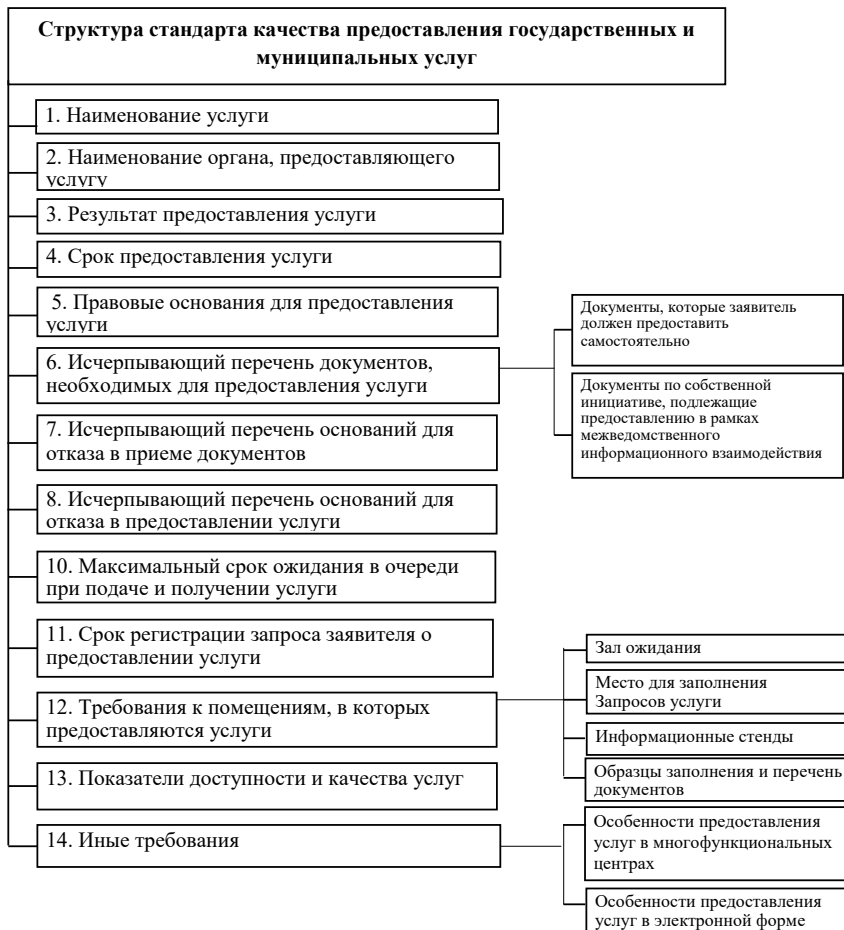 Структура стандарта качества предоставления государственных и
муниципальных услуг
1. Наименование услуги
2. Наименование органа, предоставляющего
услугу
3. Результат предоставления услуги
4. Срок предоставления услуги
5. Правовые основания для предоставления
услуги
6. Исчерпывающий перечень документов,
необходимых для предоставления услуги
Документы, которые заявитель
должен предоставить
самостоятельно
Документы по собственной
инициативе, подлежащие
предоставлению в рамках
межведомственного
информационного взаимодействия
7. Исчерпывающий перечень оснований для
отказа в приеме документов
8. Исчерпывающий перечень оснований для
отказа в предоставлении услуги
10. Максимальный срок ожидания в очереди
при подаче и получении услуги
11. Срок регистрации запроса заявителя о
предоставлении услуги
12. Требования к помещениям, в которых
предоставляются услуги
Зал ожидания
Место для заполнения
Запросов услуги
Информационные стенды
Образцы заполнения и перечень
документов
13. Показатели доступности и качества услуг
14. Иные требования
Особенности предоставления
услуг в многофункциональных
центрах
Особенности предоставления
услуг в электронной форме